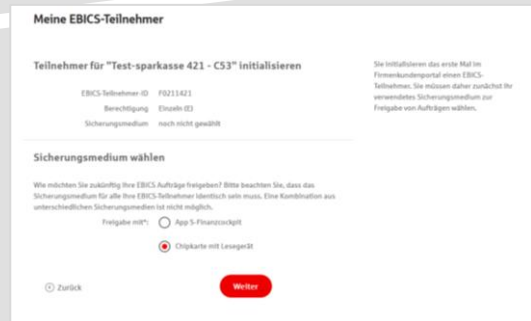 Meine EBICS-Teilnehmer
Teilnehmer für "Test-sparkasse 421 - C53" initialisieren
EBICS-Teilnehmer-ID F0211421
Berechtigung Einzeln (E)
Sicherungsmedium noch nicht gewählt
Sie initialisieren das erste Mal im
Firmenkundenportal einen EBICS-
Teilnehmer. Sie müssen daher zunächst Ihr
verwendetes Sicherungsmedium zur
Freigabe von Aufträgen wählen.
Sicherungsmedium wählen
Wie möchten Sie zukünftig Ihre EBICS Aufträge freigeben? Bitte beachten Sie, dass das
Sicherungsmedium für alle Ihre EBICS-Teilnehmer identisch sein muss. Eine Kombination aus
unterschiedlichen Sicherungsmedien ist nicht möglich.
Freigabe mit*: App S-Finanzcockpit
Chipkarte mit Lesegerät
Zurück
Weiter